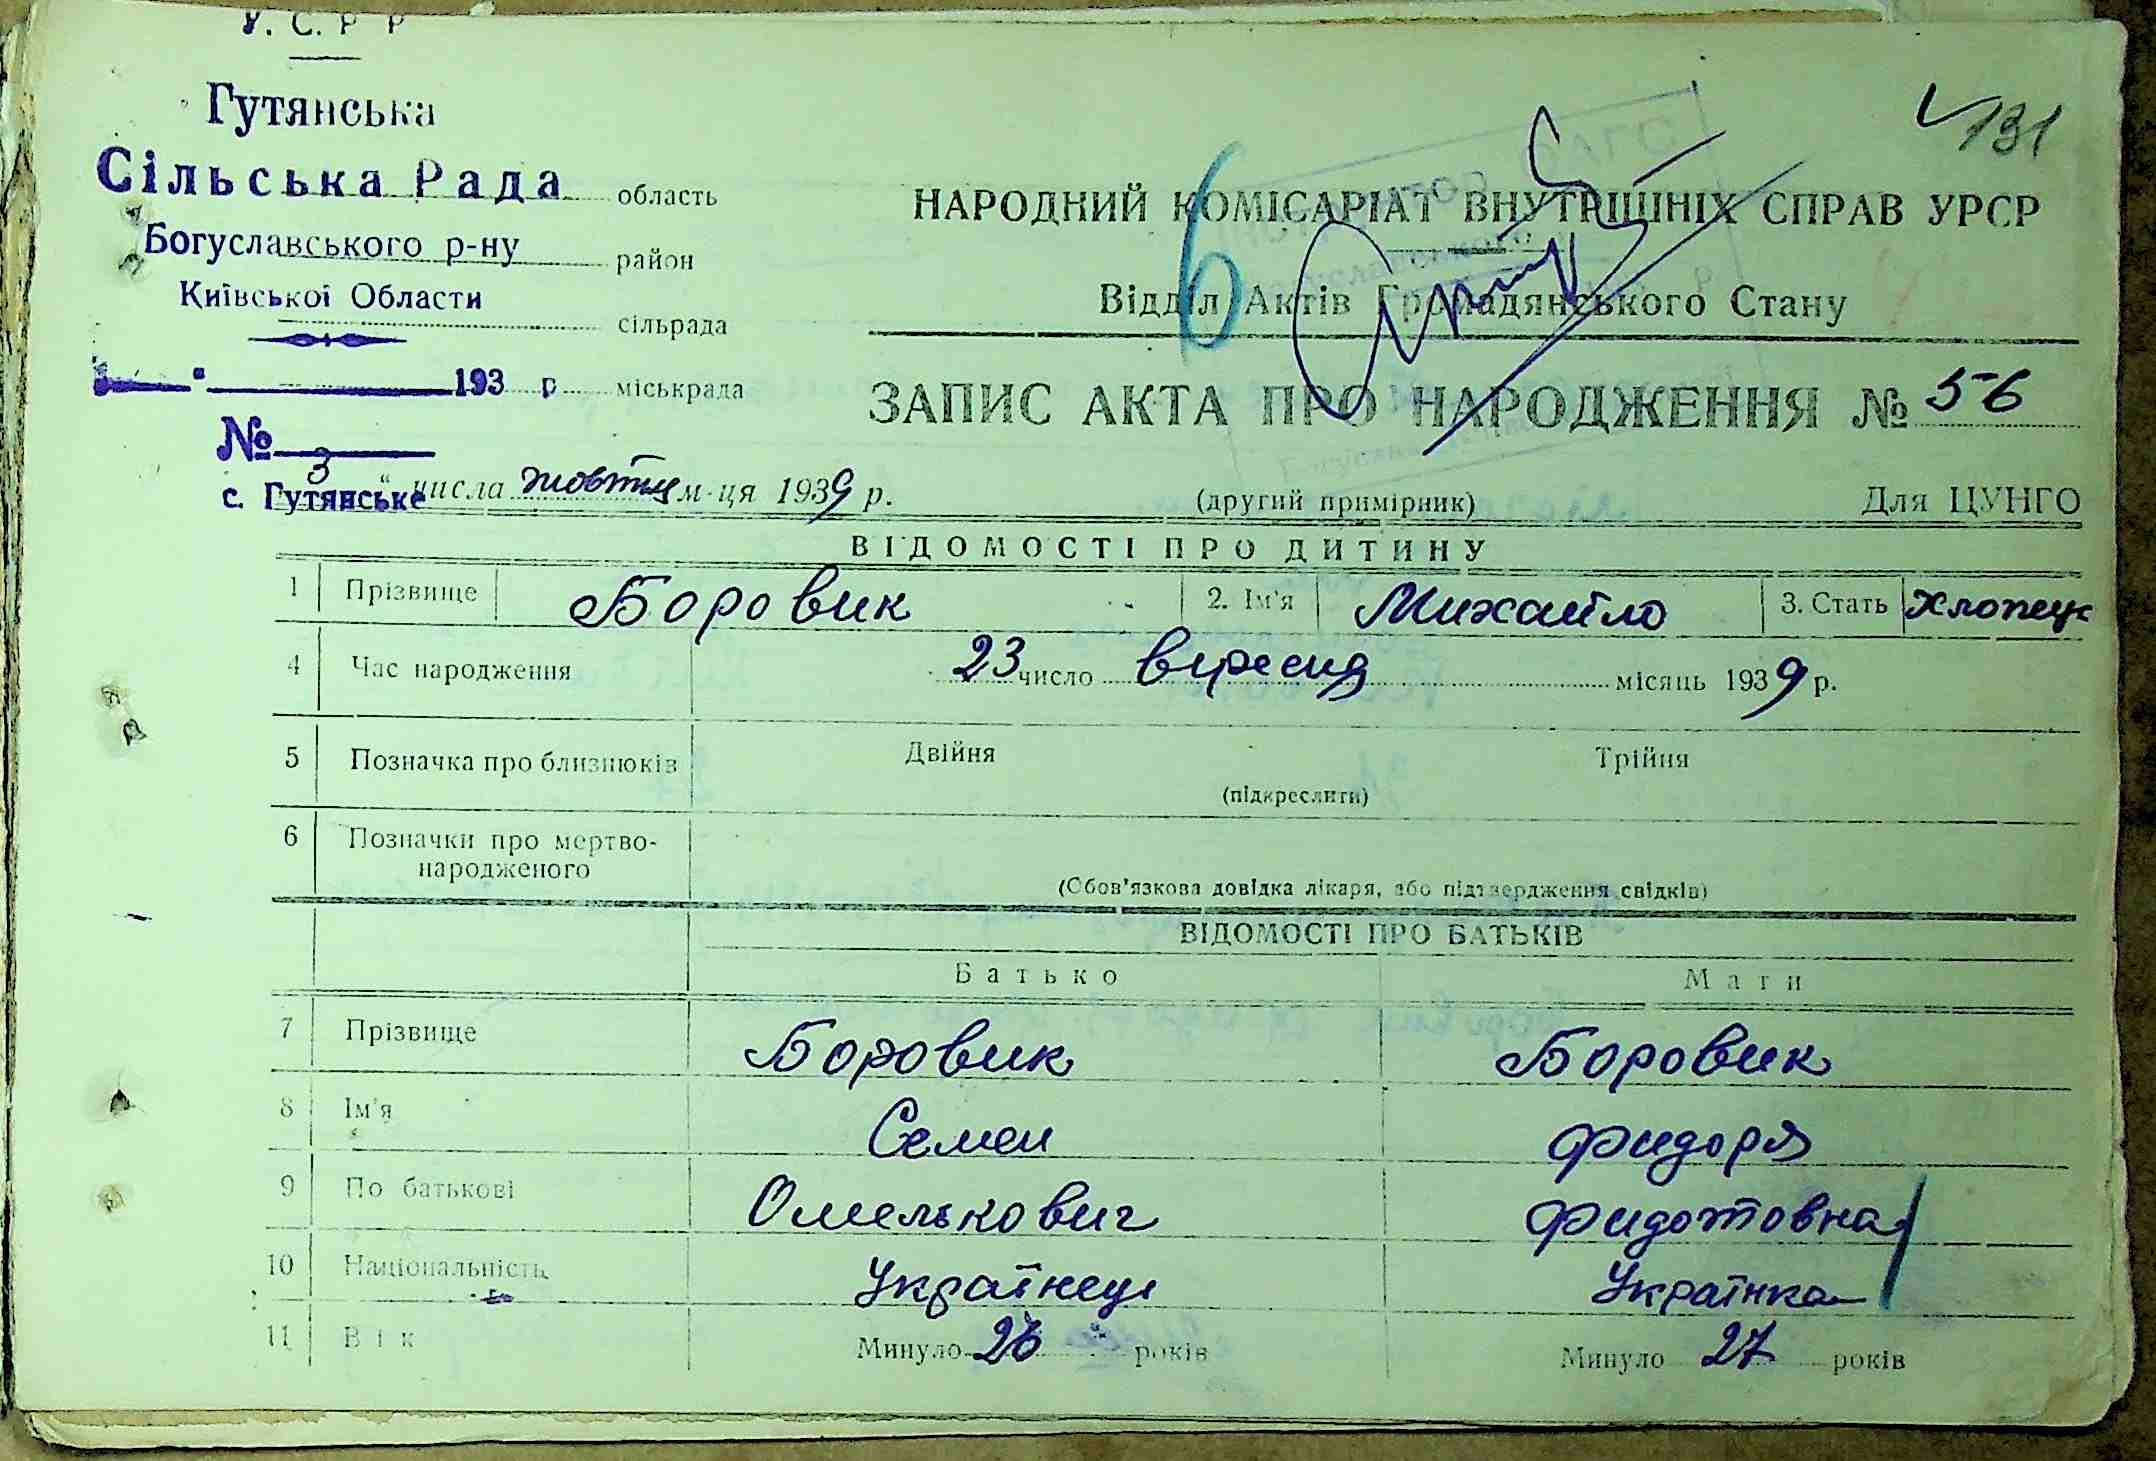 У. С. Р Р
Гутянська
Сільська Рада область
Богуславського р-ну район
Київської Области
сільрада
193 р міськрада
№
с. Гутянське
131
6
НАРОДНИЙ КОМІСАРІАТ ВНУТРІШНІХ СПРАВ УРСР
Відділ Актів Громадянського Стану
ЗАПИС АКТА ПРО НАРОДЖЕННЯ № 56
3 числа жовтня м-ця 1939 р. (другий примірник) Для ЦУНГО
ВІДОМОСТІ ПРО ДИТИНУ
1 Прізвище Боровик 2. Ім'я Михайло 3. Стать Хлопець
4 Час народження 23 число вересня місяць 1939 р.
5 Позначка про близнюків Двійня Трійня
(підкреслити)
6 Позначки про мертво-
народженого
(Обов'язкова довідка лікаря, або підтвердження свідків)
ВІДОМОСТІ ПРО БАТЬКІВ
Батько Мати
7 Прізвище Боровик Боровик
8 Ім'я Семен Фидоря
9 По батькові Омелькович Фидотовна
10 Національність Українець Українка
11 Вік Минуло 26 років Минуло 27 років